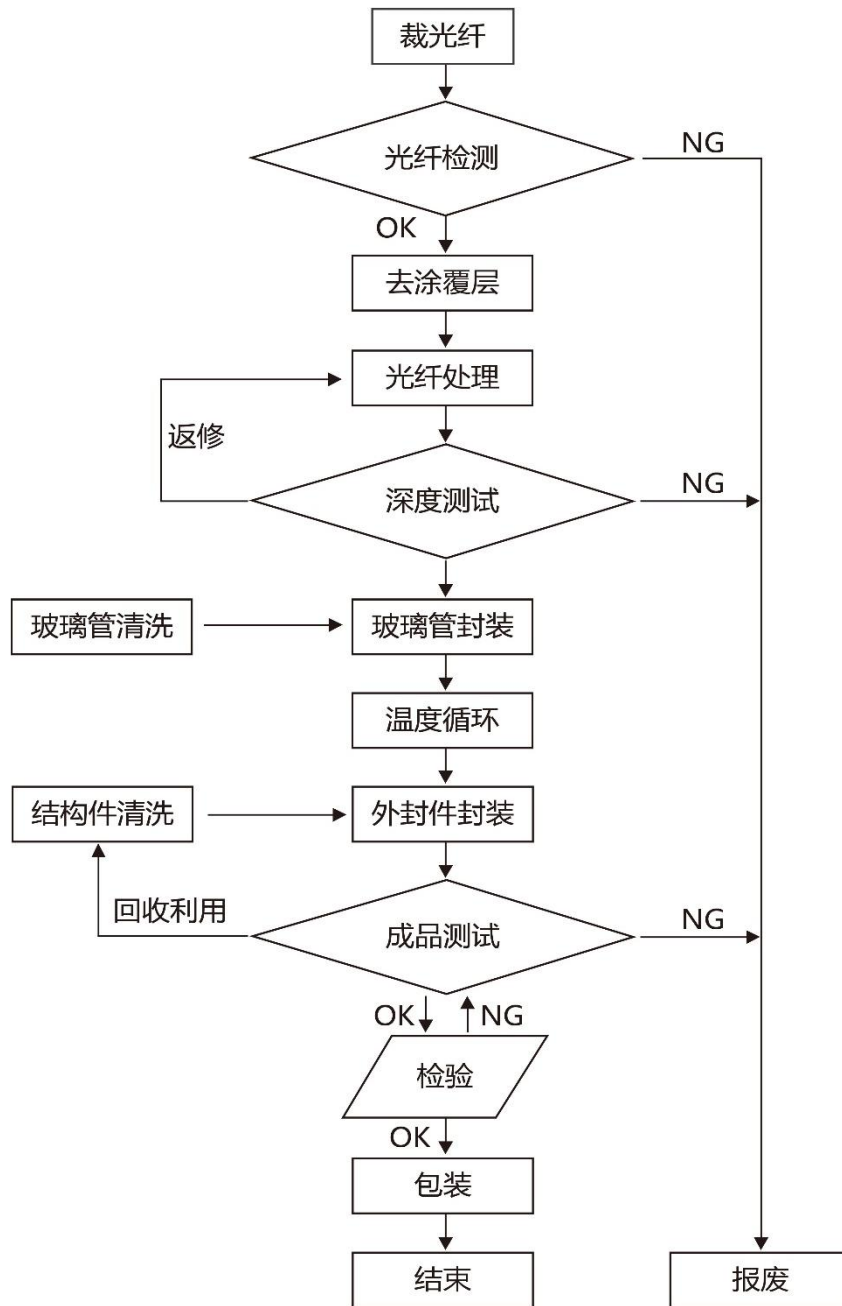 裁光纤
光纤检测
NG
OK
去涂覆层
光纤处理
返修
深度测试
NG
玻璃管清洗
玻璃管封装
温度循环
结构件清洗
外封件封装
回收利用
成品测试
NG
OK
NG
检验
OK
包装
结束
报废